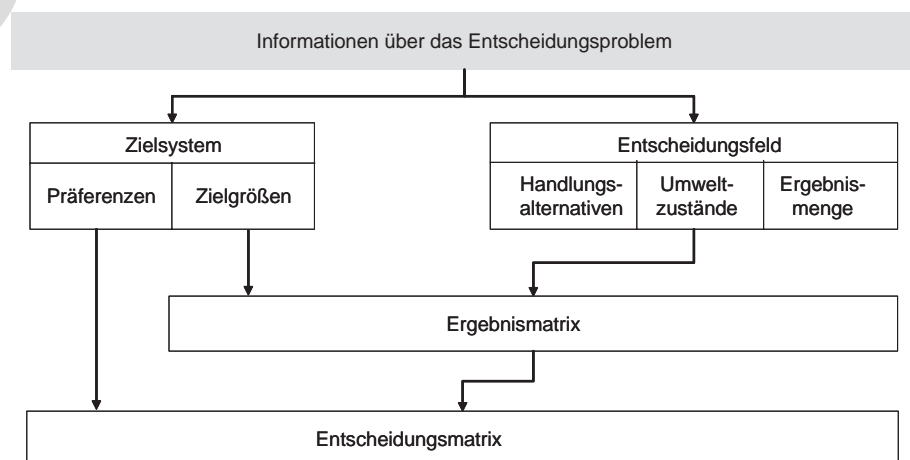 Informationen über das Entscheidungsproblem
Zielsystem
Präferenzen
Zielgrößen
Entscheidungsfeld
Handlungs-
alternativen
Umwelt-
zustände
Ergebnis-
menge
Ergebnismatrix
Entscheidungsmatrix